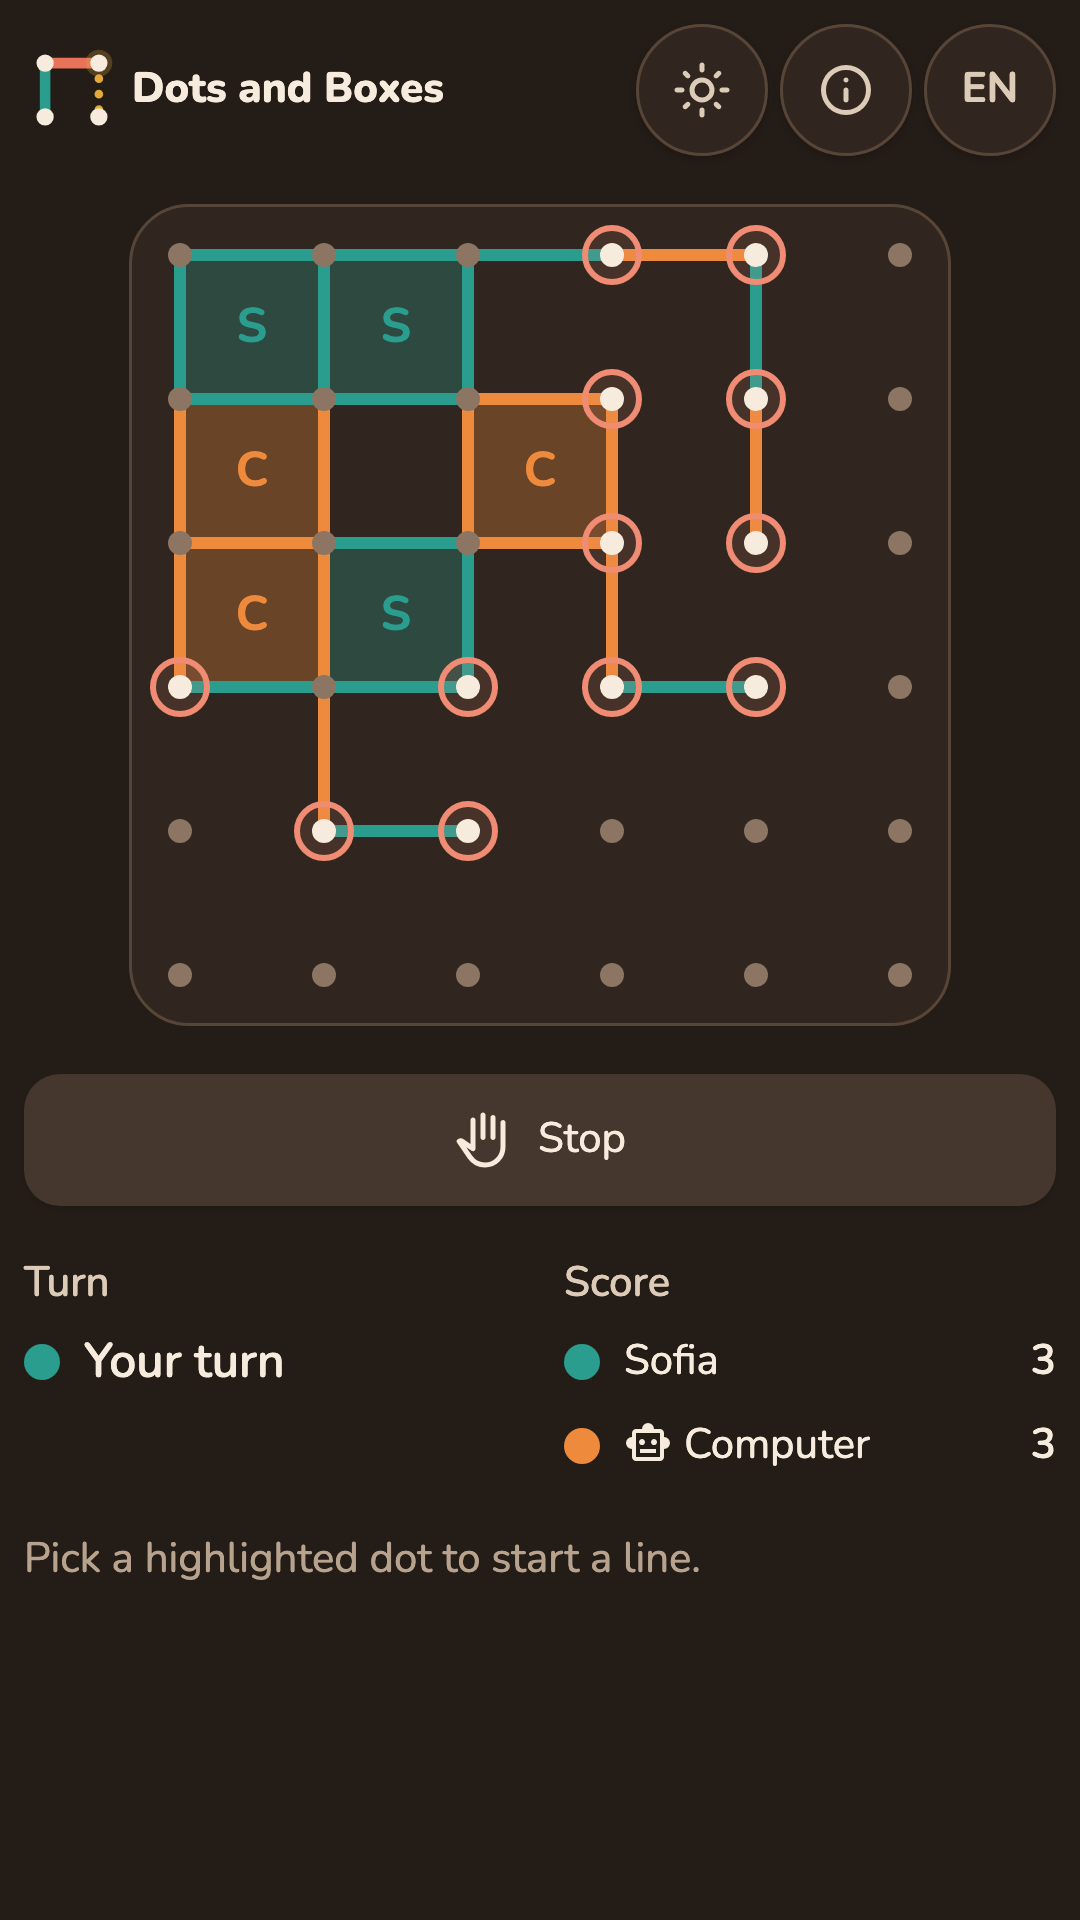 Dots and Boxes
EN
S S
C C
C S
Stop
Turn
Your turn
Score
Sofia 3
Computer 3
Pick a highlighted dot to start a line.